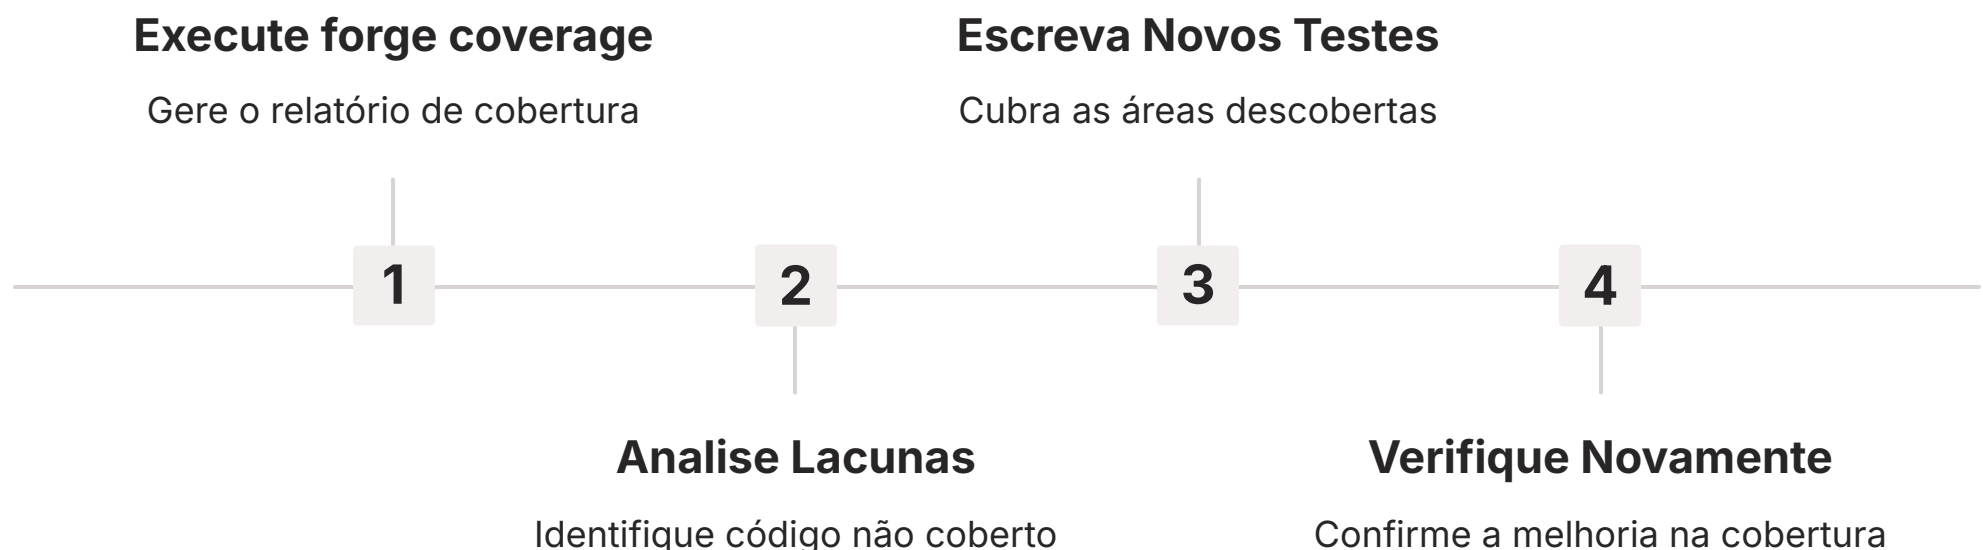 Execute forge coverage
Gere o relatório de cobertura
1
2
Analise Lacunas
Identifique código não coberto
Escreva Novos Testes
Cubra as áreas descobertas
3
4
Verifique Novamente
Confirme a melhoria na cobertura